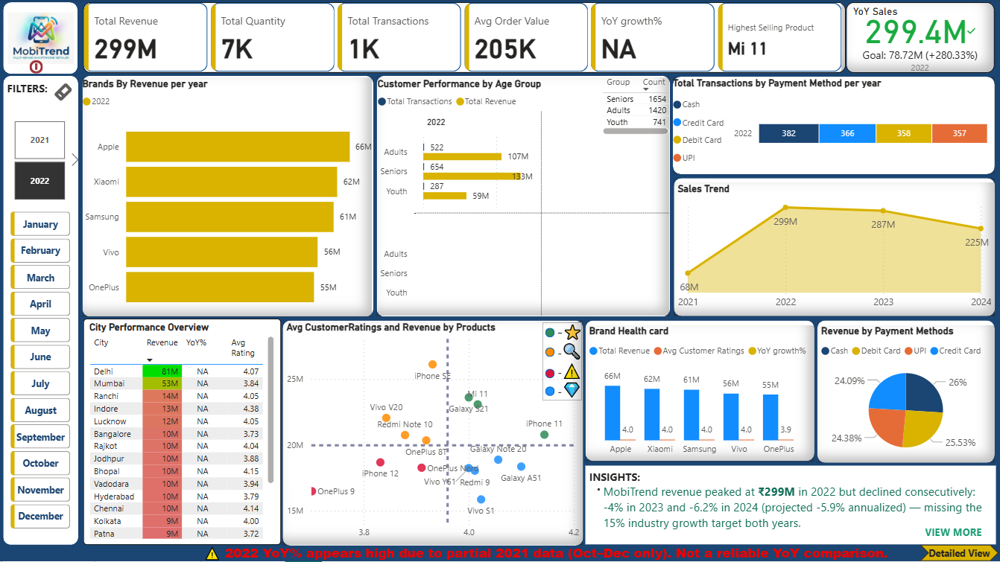 MobiTrend
MULTI-BRAND SMARTPHONE RETAILER
Total Revenue
299M
Total Quantity
7K
Total Transactions
1K
Avg Order Value
205K
YoY growth%
NA
Highest Selling Product
Mi 11
YoY Sales
299.4M
Goal: 78.72M (+280.33%)
2022
FILTERS:
2021
2022
January
February
March
April
May
June
July
August
September
October
November
December
Brands By Revenue per year
2022
Apple 66M
Xiaomi 62M
Samsung 61M
Vivo 56M
OnePlus 55M
Customer Performance by Age Group
Total Transactions Total Revenue
Group Count
Seniors 1654
Adults 1420
Youth 741
2022
Adults 522
107M
Seniors 654
133M
Youth 287
59M
Adults
Seniors
Youth
Total Transactions by Payment Method per year
Cash
Credit Card
Debit Card
UPI
2022 382 366 358 357
Sales Trend
299M
287M
225M
68M
2021 2022 2023 2024
City Performance Overview
City Revenue YoY% Avg
Rating
Delhi 81M NA 4.07
Mumbai 53M NA 3.84
Ranchi 14M NA 4.05
Indore 13M NA 4.38
Lucknow 12M NA 4.05
Bangalore 10M NA 3.73
Rajkot 10M NA 4.04
Jodhpur 10M NA 3.88
Bhopal 10M NA 4.15
Vadodara 10M NA 3.94
Hyderabad 10M NA 3.79
Chennai 10M NA 4.14
Kolkata 9M NA 4.00
Patna 9M NA 3.72
Avg CustomerRatings and Revenue by Products
-
-
-
-
25M
20M
15M
iPhone SE
Mi 11
Galaxy S21
Vivo V20
Redmi Note 10
iPhone 11
OnePlus 8T
Galaxy Note 20
iPhone 12
OnePlus Nord
Galaxy A51
Vivo Y51
Redmi 9
OnePlus 9
Vivo S1
3.8 4.0 4.2
Brand Health card
Total Revenue Avg Customer Ratings YoY growth%
66M 62M 61M 56M 55M
4.0 4.0 4.0 4.0 3.9
Apple Xiaomi Samsung Vivo OnePlus
Revenue by Payment Methods
Cash Debit Card UPI Credit Card
24.09% 26%
24.38% 25.53%
INSIGHTS:
• MobiTrend revenue peaked at ₹299M in 2022 but declined consecutively:
-4% in 2023 and -6.2% in 2024 (projected -5.9% annualized) — missing the
15% industry growth target both years.
VIEW MORE
2022 YoY% appears high due to partial 2021 data (Oct–Dec only). Not a reliable YoY comparison.
Detailed View